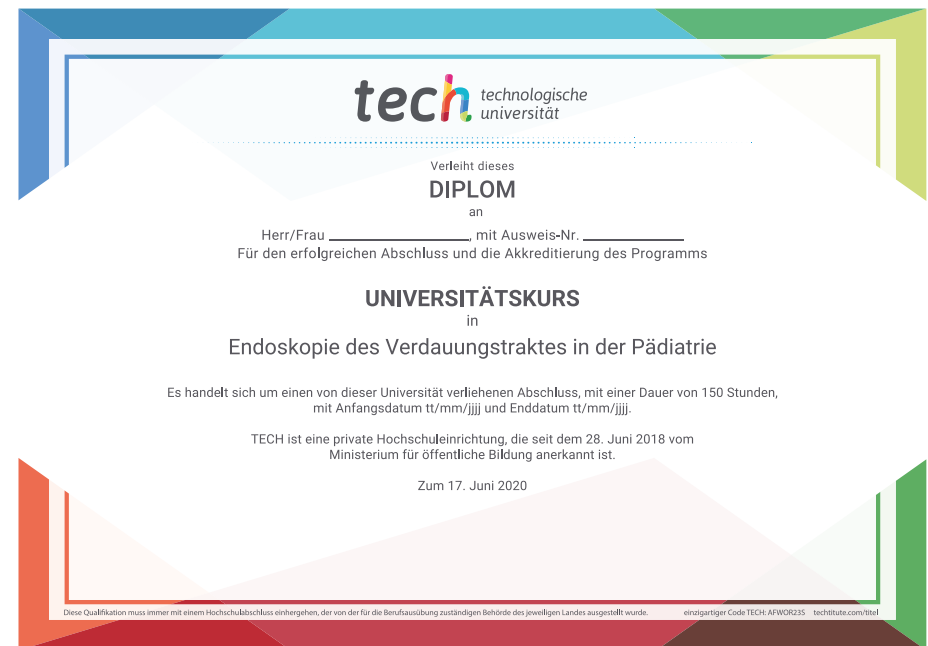 tech technologische
universität
Verleiht dieses
DIPLOM
an
Herr/Frau ____________, mit Ausweis-Nr. ____________
Für den erfolgreichen Abschluss und die Akkreditierung des Programms
UNIVERSITÄTSKURS
in
Endoskopie des Verdauungstraktes in der Pädiatrie
Es handelt sich um einen von dieser Universität verliehenen Abschluss, mit einer Dauer von 150 Stunden,
mit Anfangsdatum tt/mm/jjjj und Enddatum tt/mm/jjjj.
TECH ist eine private Hochschuleinrichtung, die seit dem 28. Juni 2018 vom
Ministerium für öffentliche Bildung anerkannt ist.
Zum 17. Juni 2020
Diese Qualifikation muss immer mit einem Hochschulabschluss einhergehen, der von der für die Berufsausübung zuständigen Behörde des jeweiligen Landes ausgestellt wurde. einzigartiger Code TECH: AFWOR23S techtitute.com/titel